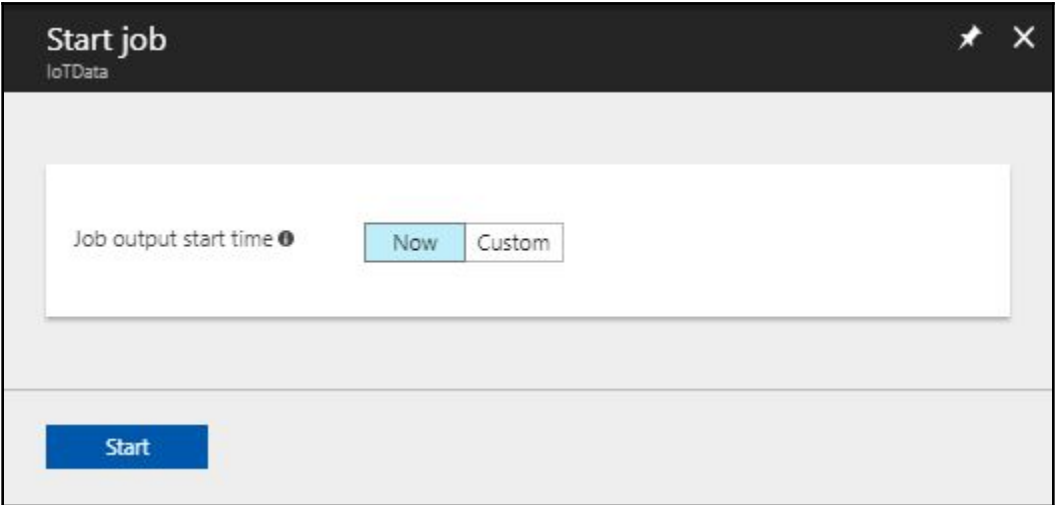 Start job
IoTData
Job output start time
Now
Custom
Start